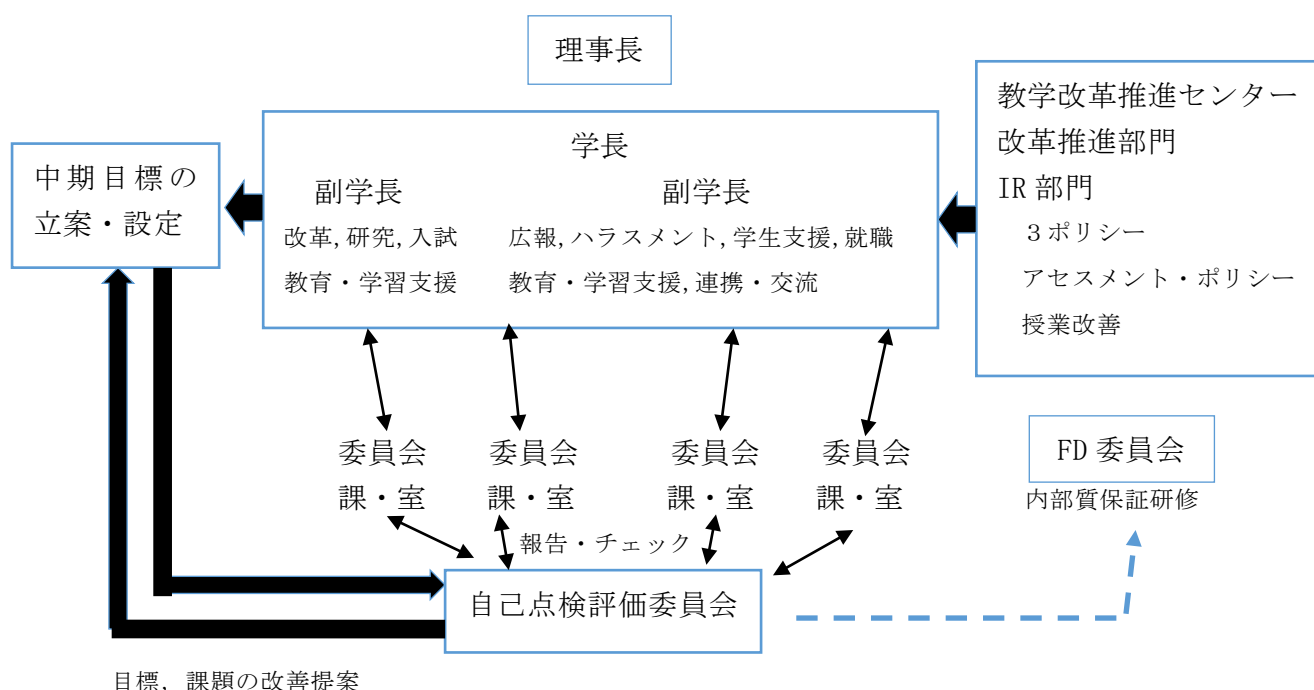 理事長
教学改革推進センター
改革推進部門
IR 部門
３ポリシー
アセスメント・ポリシー
授業改善
学長
副学長
改革, 研究, 入試
教育・学習支援
副学長
広報, ハラスメント, 学生支援, 就職
教育・学習支援, 連携・交流
中期目標の
立案・設定
委員会
課・室
委員会
課・室
委員会
課・室
委員会
課・室
FD 委員会
内部質保証研修
報告・チェック
自己点検評価委員会
目標, 課題の改善提案